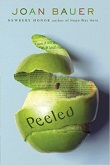 JOAN BAUER
NEWBERY HONOR author of Hope Was Here
Peeled